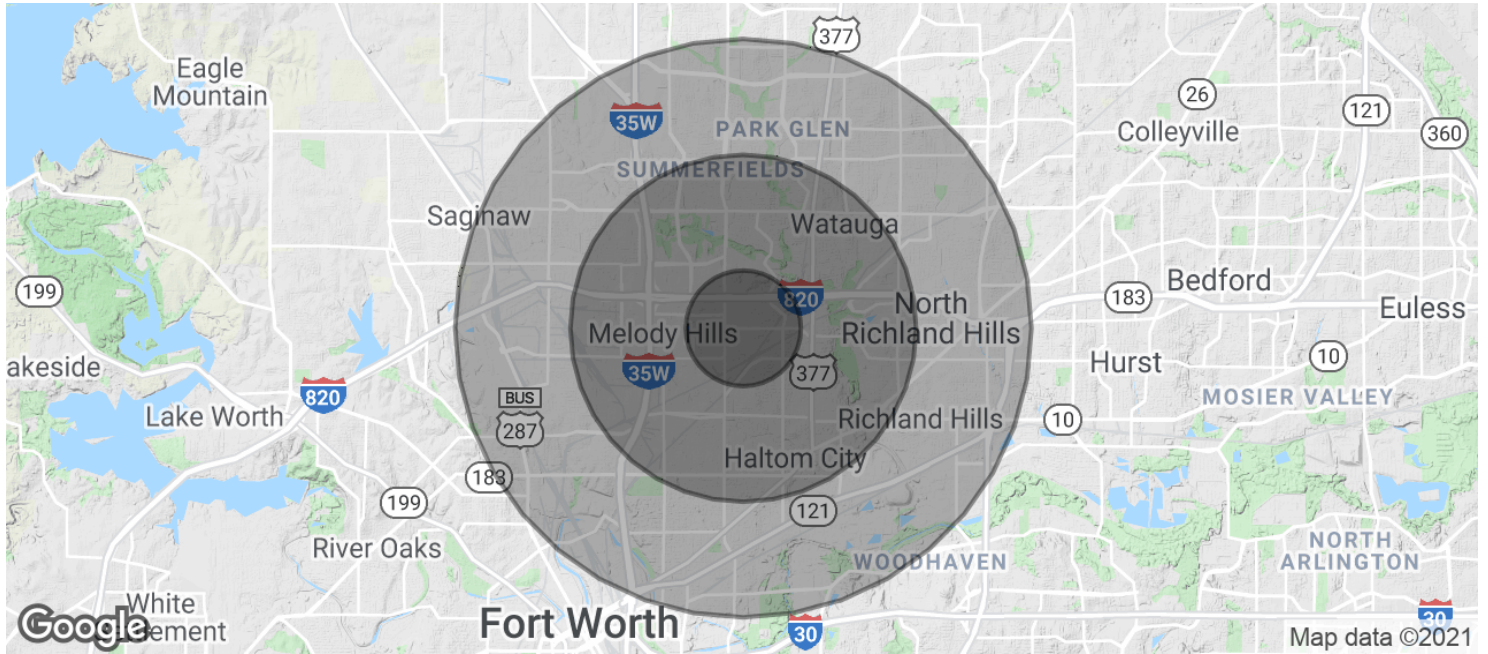 377
Eagle
Mountain
26
121
35W
PARK GLEN
Colleyville
360
SUMMERFIELDS
Saginaw
Watauga
199
820
183
Bedford
North
Richland Hills
Euless
Melody Hills
akeside
35W
377
Hurst
10
820
BUS
287
MOSIER VALLEY
Lake Worth
Richland Hills
10
Haltom City
183
199
121
River Oaks
WOODHAVEN
NORTH
ARLINGTON
White
Google
Fort Worth
30
30
Map data ©2021